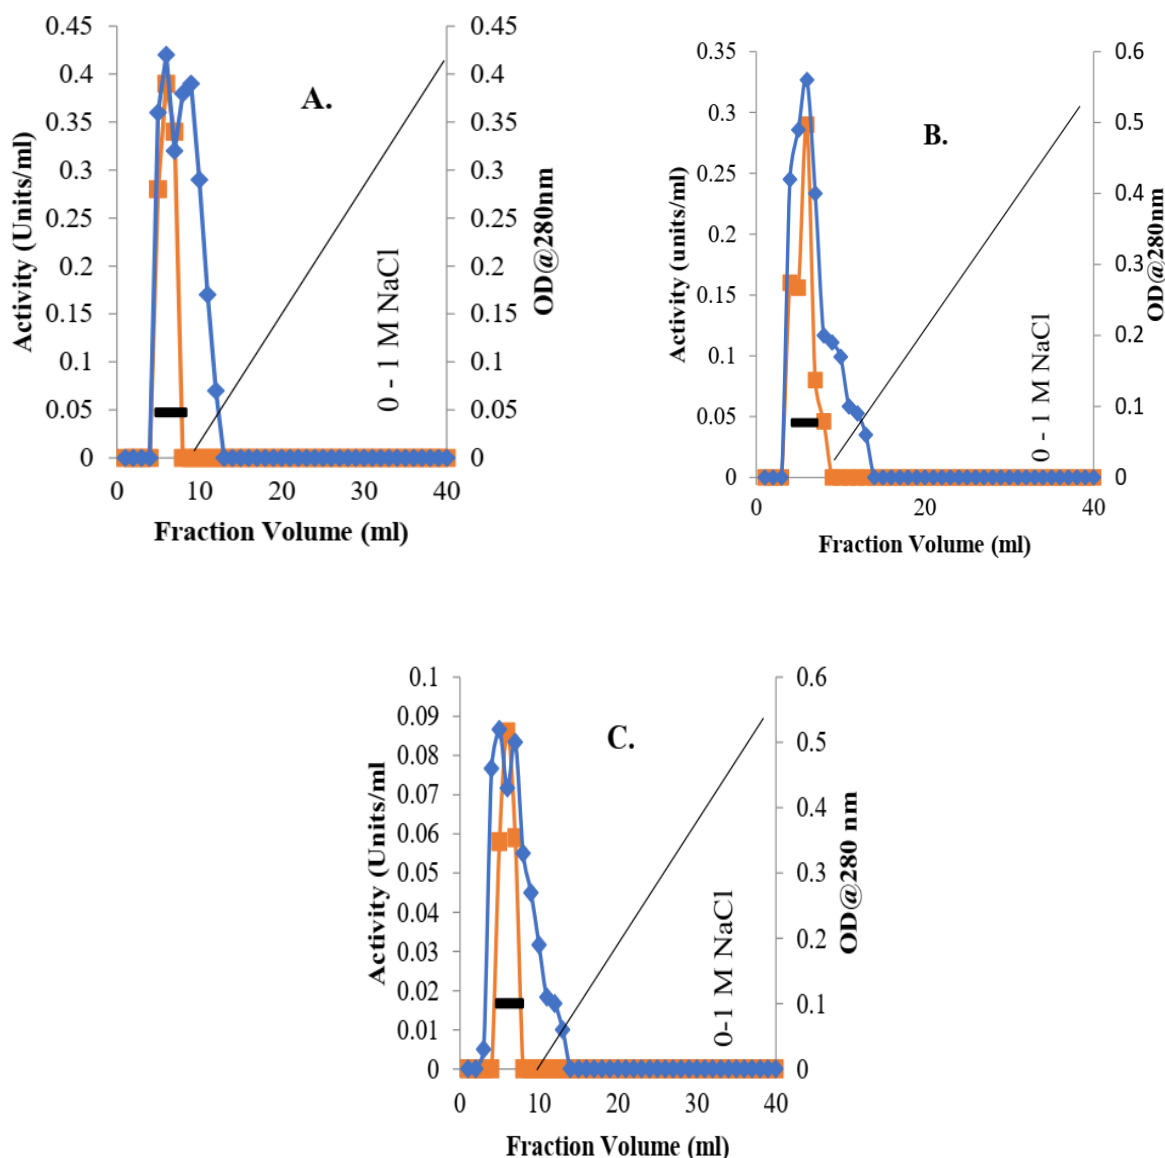 A.
Activity (Units/ml)
0.45
0.4
0.35
0.3
0.25
0.2
0.15
0.1
0.05
0
0 10 20 30 40
Fraction Volume (ml)
0 - 1 M NaCl
0.45
0.4
0.35
0.3
0.25
0.2
0.15
0.1
0.05
0
OD@280nm
B.
Activity (units/ml)
0.35
0.3
0.25
0.2
0.15
0.1
0.05
0
0 20 40
Fraction Volume (ml)
0 - 1 M NaCl
0.6
0.5
0.4
0.3
0.2
0.1
0
OD@280nm
C.
Activity (Units/ml
0.1
0.09
0.08
0.07
0.06
0.05
0.04
0.03
0.02
0.01
0
0 10 20 30 40
Fraction Volume (ml)
0-1 M NaCl
0.6
0.5
0.4
0.3
0.2
0.1
0
OD@280 nm